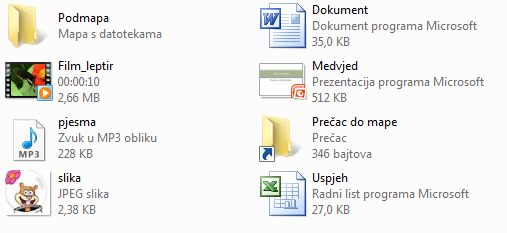 Podmapa
Mapa s datotekama
Film_leptir
00:00:10
2,66 MB
MP3
pjesma
Zvuk u MP3 obliku
228 KB
slika
JPEG slika
2,38 KB
Dokument
Dokument programa Microsoft
35,0 KB
Medvjed
Prezentacija programa Microsoft
512 KB
Prečac do mape
Prečac
346 bajtova
Uspjeh
Radni list programa Microsoft
27,0 KB